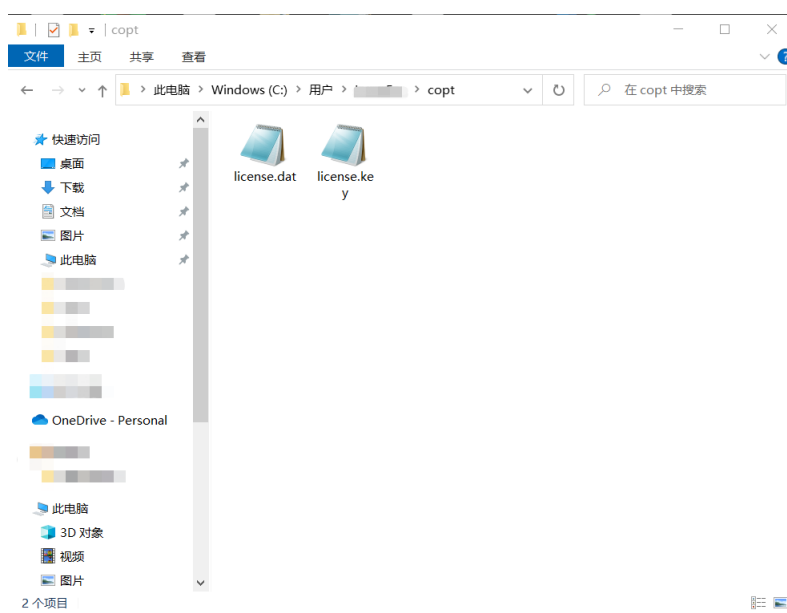 copt
文件 主页 共享 查看
此电脑 Windows (C:) 用户 copt 在 copt 中搜索
快速访问
桌面
下载
文档
图片
此电脑
OneDrive - Personal
此电脑
3D 对象
视频
图片
license.dat license.ke
y
2 个项目